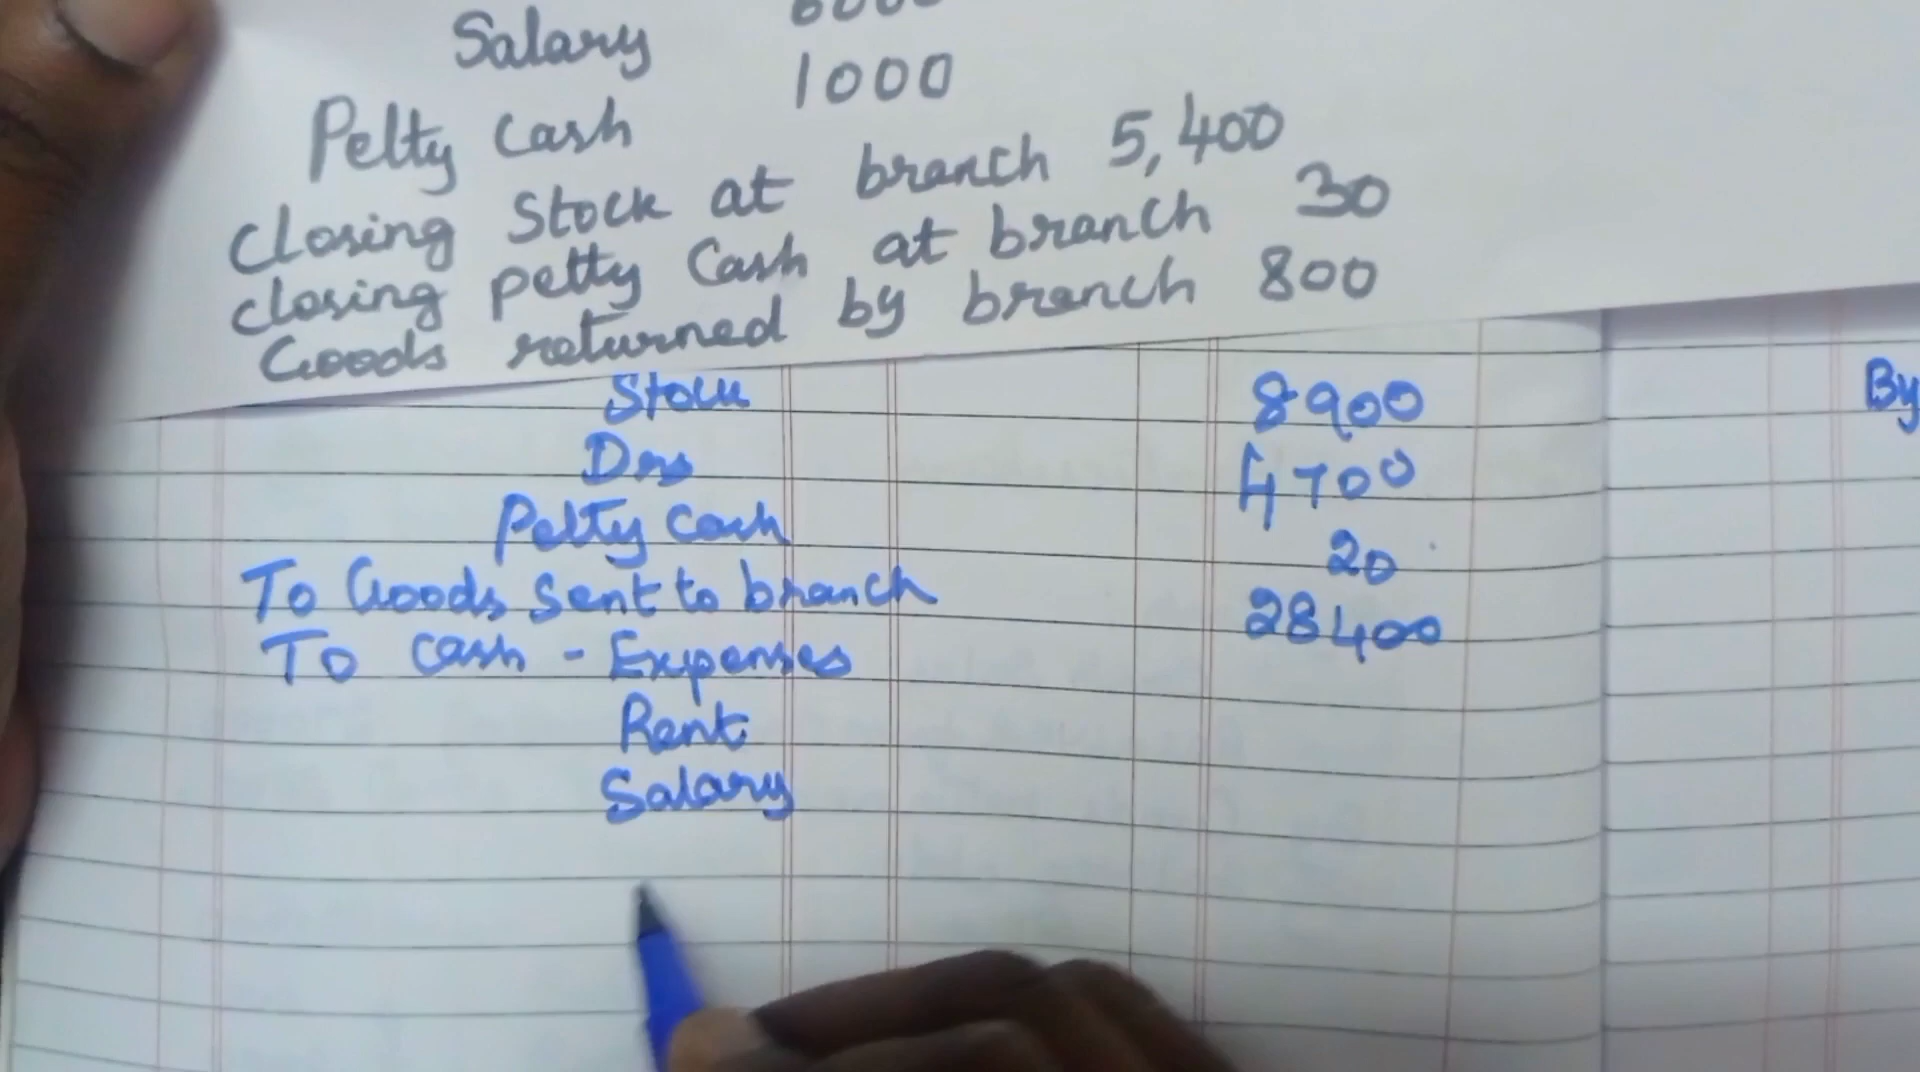 Salary 6000
Pelty Cash 1000
closing Stock at branch 5,400
closing petty Cash at branch 30
Goods returned by branch 800
Stock 8900
Drs 4700
Petty Cash 20
To Goods Sent to branch 28400
To Cash - Expenses
Rent
Salary
By